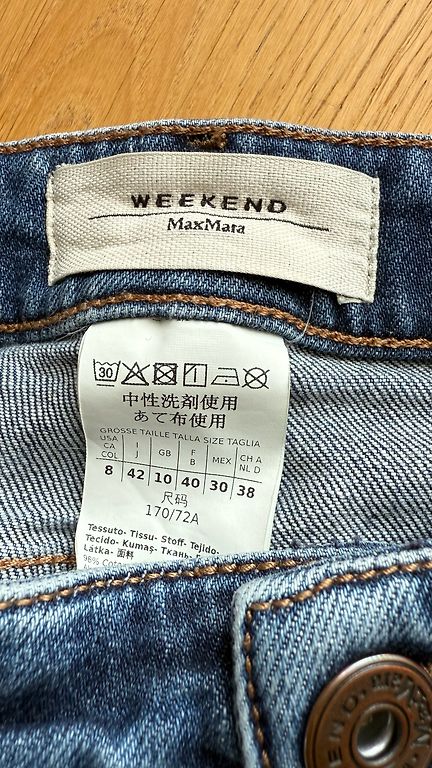 WEEKEND
MaxMara
30
中性洗剤使用
あて布使用
GROSSE TAILLE TALLA SIZE TAGLIA
USA CA COL I J GB F B MEX CH A NL D
8 42 10 40 30 38
尺码
170/72A
Tessuto- Tissu- Stoff- Tejido-
Tecido- Kumaş- Ткань-
Látka- 面料
98%